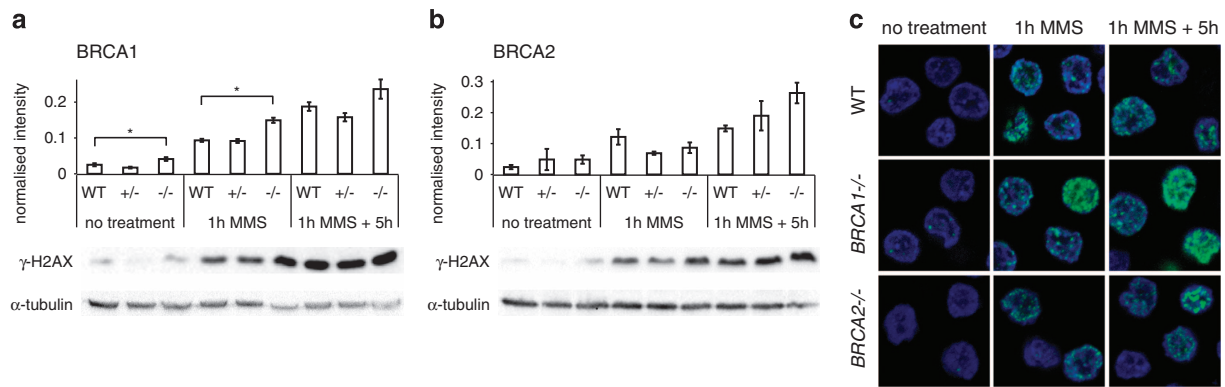 a
BRCA1
normalised intensity
0.2
0.1
0
*
*
WT +/- -/- WT +/- -/- WT +/- -/-
no treatment 1h MMS 1h MMS + 5h
γ-H2AX
α-tubulin
b
BRCA2
normalised intensity
0.3
0.2
0.1
0
WT +/- -/- WT +/- -/- WT +/- -/-
no treatment 1h MMS 1h MMS + 5h
γ-H2AX
α-tubulin
c
no treatment 1h MMS 1h MMS + 5h
WT
BRCA1-/-
BRCA2-/-